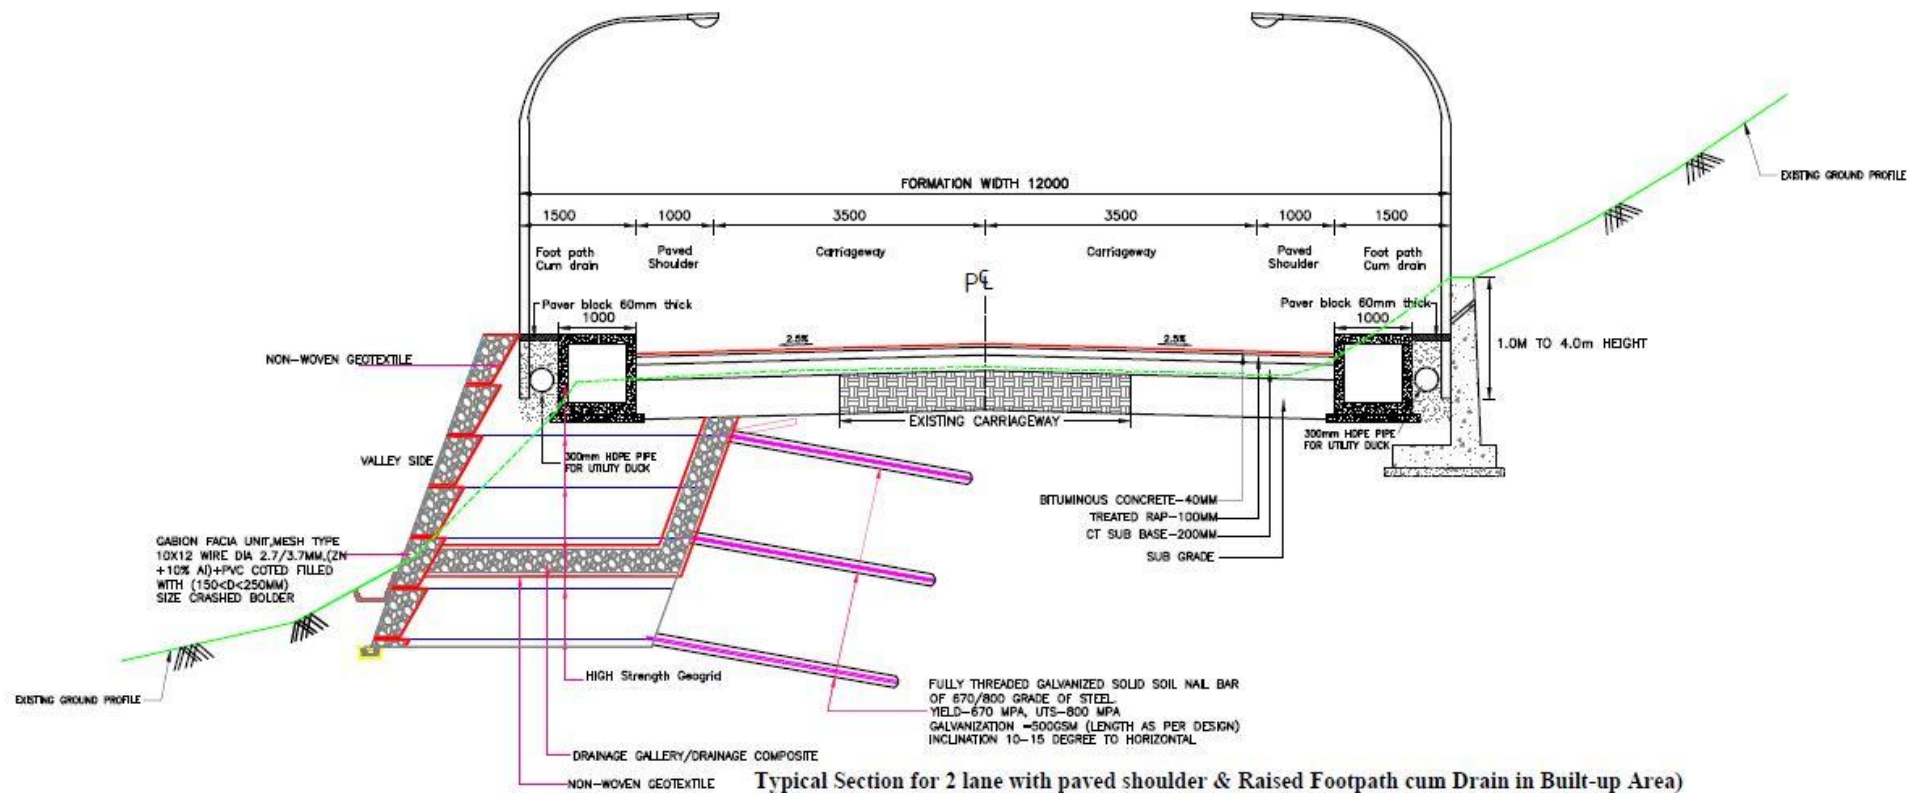 FORMATION WIDTH 12000
1500
1000
3500
3500
1000
1500
Foot path
Cum drain
Paved
Shoulder
Carriageway
Carriageway
Paved
Shoulder
Foot path
Cum drain
EXISTING GROUND PROFILE
P℄
Paver block 60mm thick
1000
Paver block 60mm thick
1000
2.5%
2.5%
1.0M TO 4.0m HEIGHT
NON-WOVEN GEOTEXTILE
EXISTING CARRIAGEWAY
300mm HDPE PIPE
FOR UTILITY DUCK
VALLEY SIDE
300mm HDPE PIPE
FOR UTILITY DUCK
BITUMINOUS CONCRETE-40MM
TREATED RAP-100MM
CT SUB BASE-200MM
SUB GRADE
GABION FACIA UNIT,MESH TYPE
10X12 WIRE DIA 2.7/3.7MM,(ZN
+10% Al)+PVC COTED FILLED
WITH (150<D<250MM)
SIZE CRASHED BOLDER
EXISTING GROUND PROFILE
HIGH Strength Geogrid
FULLY THREADED GALVANIZED SOLID SOIL NAIL BAR
OF 670/800 GRADE OF STEEL.
YIELD-670 MPA, UTS-800 MPA
GALVANIZATION =500GSM (LENGTH AS PER DESIGN)
INCLINATION 10-15 DEGREE TO HORIZONTAL
DRAINAGE GALLERY/DRAINAGE COMPOSITE
NON-WOVEN GEOTEXTILE
Typical Section for 2 lane with paved shoulder & Raised Footpath cum Drain in Built-up Area)